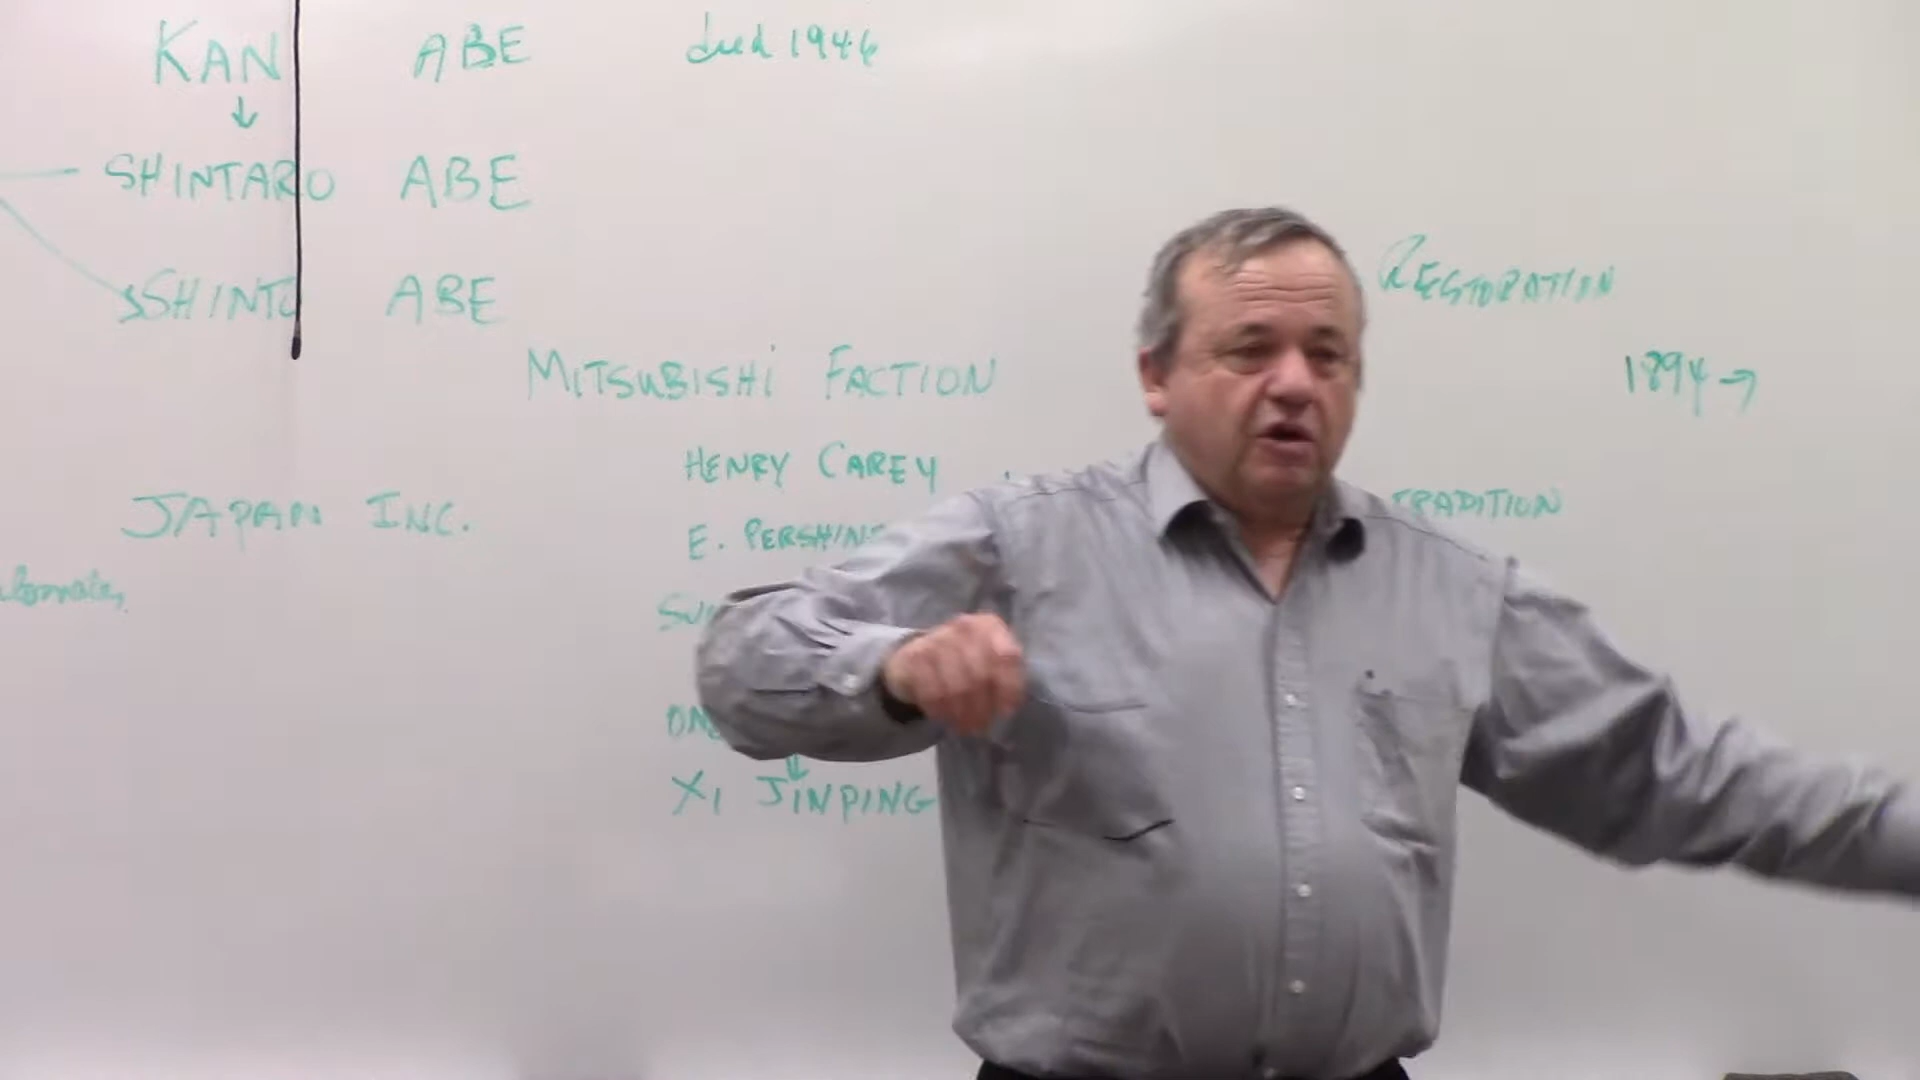 KAN ABE died 1946
SHINTARO ABE
SHINTO ABE
RESTORATION
MITSUBISHI FACTION
1894
HENRY CAREY
JAPAN INC.
TRADITION
E. PERSHINE
XI JINPING